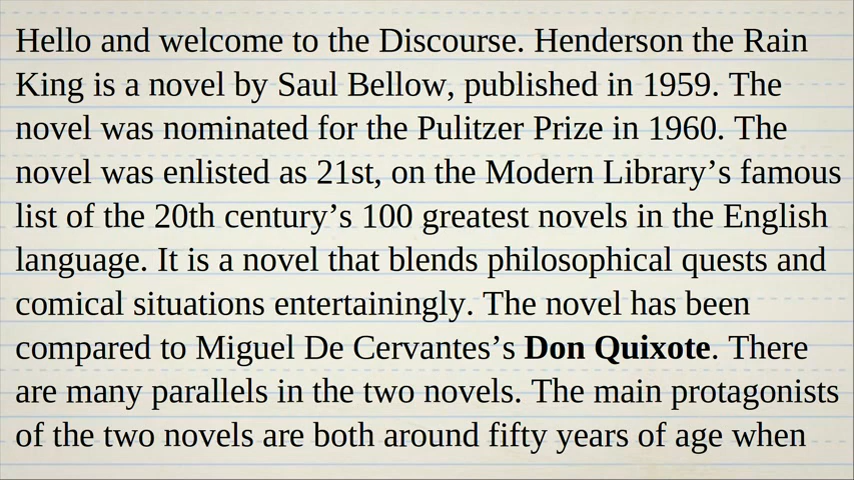 Hello and welcome to the Discourse. Henderson the Rain
King is a novel by Saul Bellow, published in 1959. The
novel was nominated for the Pulitzer Prize in 1960. The
novel was enlisted as 21st, on the Modern Library’s famous
list of the 20th century’s 100 greatest novels in the English
language. It is a novel that blends philosophical quests and
comical situations entertainingly. The novel has been
compared to Miguel De Cervantes’s Don Quixote. There
are many parallels in the two novels. The main protagonists
of the two novels are both around fifty years of age when